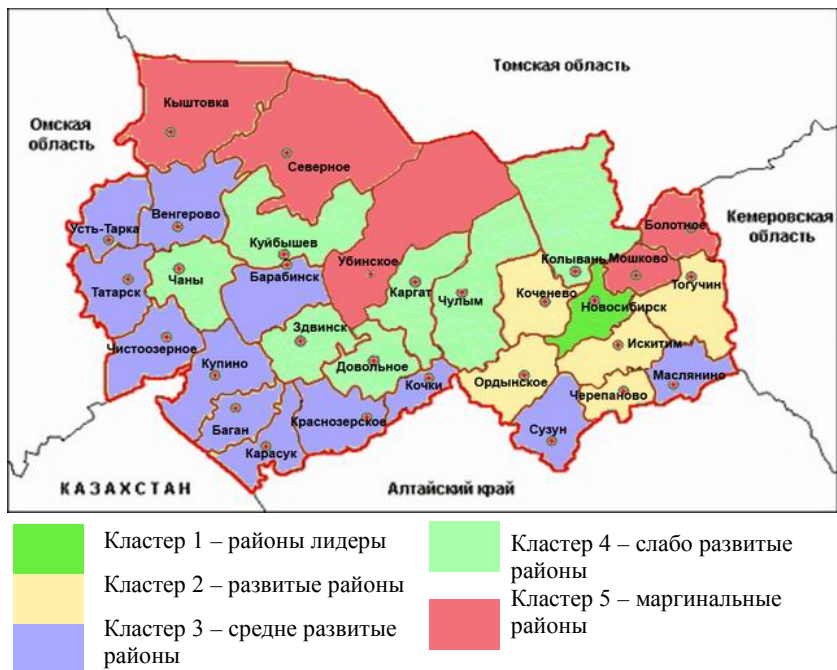 Томская область
Кыштовка
Омская
область
Северное
Кемеровская
область
Болотное
Венгерово
Усть-Тарка
Куйбышев
Колывань
Мошково
Убинское
Барабинск
Чаны
Татарск
Каргат
Тогучин
Чулым
Коченево
Новосибирск
Здвинск
Чистоозерное
Искитим
Купино
Довольное
Маслянино
Кочки
Ордынское
Черепаново
Баган
Краснозерское
Сузун
Карасук
КАЗАХСТАН
Алтайский край
Кластер 1 – районы лидеры
Кластер 2 – развитые районы
Кластер 3 – средне развитые
районы
Кластер 4 – слабо развитые
районы
Кластер 5 – маргинальные
районы